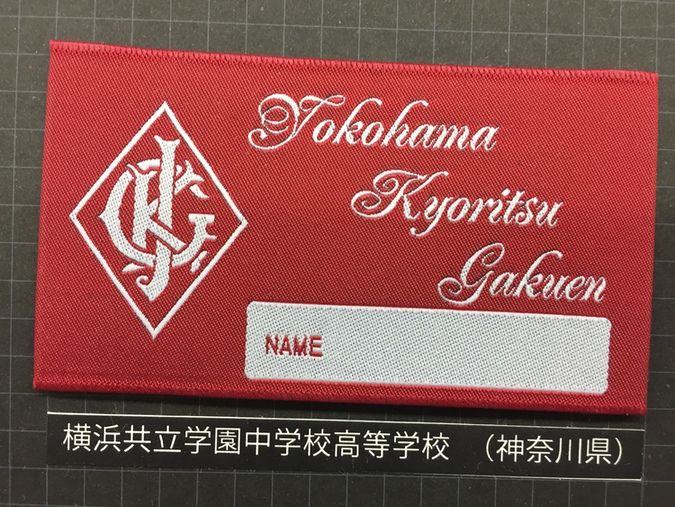 Yokohama
Kyoritsu
Gakuen
NAME
横浜共立学園中学校高等学校 （神奈川県）